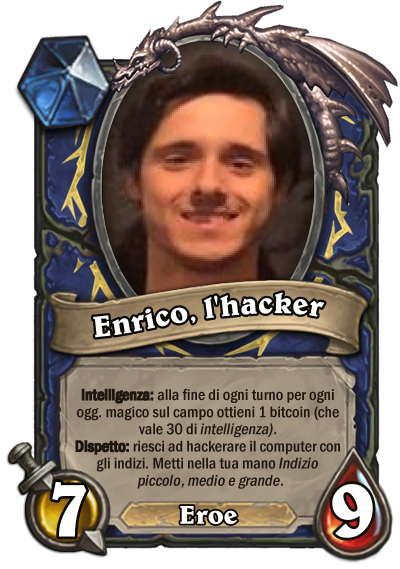 Enrico, l'hacker
Intelligenza: alla fine di ogni turno per ogni
ogg. magico sul campo ottieni 1 bitcoin (che
vale 30 di intelligenza).
Dispetto: riesci ad hackerare il computer con
gli indizi. Metti nella tua mano Indizio
piccolo, medio e grande.
7
Eroe
9